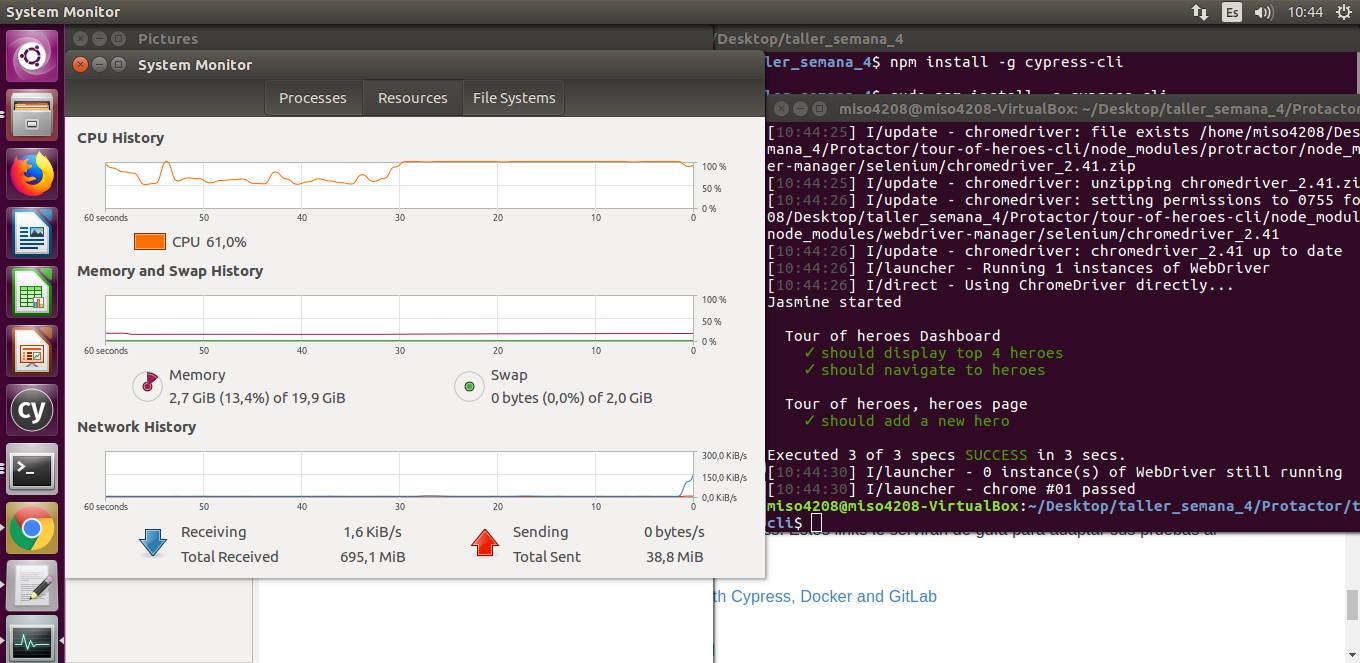 System Monitor
Es
10:44
Pictures
/Desktop/taller_semana_4
System Monitor
Processes
Resources
File Systems
CPU History
100 %
50 %
0 %
60 seconds 50 40 30 20 10 0
CPU 61,0%
Memory and Swap History
100 %
50 %
0 %
60 seconds 50 40 30 20 10 0
Memory
2,7 GiB (13,4%) of 19,9 GiB
Swap
0 bytes (0,0%) of 2,0 GiB
Network History
300,0 KiB/s
150,0 KiB/s
0,0 KiB/s
60 seconds 50 40 30 20 10 0
Receiving 1,6 KiB/s
Total Received 695,1 MiB
Sending 0 bytes/s
Total Sent 38,8 MiB
cy
ller_semana_4$ npm install -g cypress-cli
miso4208@miso4208-VirtualBox: ~/Desktop/taller_semana_4/Protactor
[10:44:25] I/update - chromedriver: file exists /home/miso4208/Des
mana_4/Protactor/tour-of-heroes-cli/node_modules/protractor/node_m
er-manager/selenium/chromedriver_2.41.zip
[10:44:25] I/update - chromedriver: unzipping chromedriver_2.41.zi
[10:44:26] I/update - chromedriver: setting permissions to 0755 fo
08/Desktop/taller_semana_4/Protactor/tour-of-heroes-cli/node_modul
node_modules/webdriver-manager/selenium/chromedriver_2.41
[10:44:26] I/update - chromedriver: chromedriver_2.41 up to date
[10:44:26] I/launcher - Running 1 instances of WebDriver
[10:44:26] I/direct - Using ChromeDriver directly...
Jasmine started
Tour of heroes Dashboard
✓ should display top 4 heroes
✓ should navigate to heroes
Tour of heroes, heroes page
✓ should add a new hero
Executed 3 of 3 specs SUCCESS in 3 secs.
[10:44:30] I/launcher - 0 instance(s) of WebDriver still running
[10:44:30] I/launcher - chrome #01 passed
miso4208@miso4208-VirtualBox:~/Desktop/taller_semana_4/Protactor/t
cli$
th Cypress, Docker and GitLab